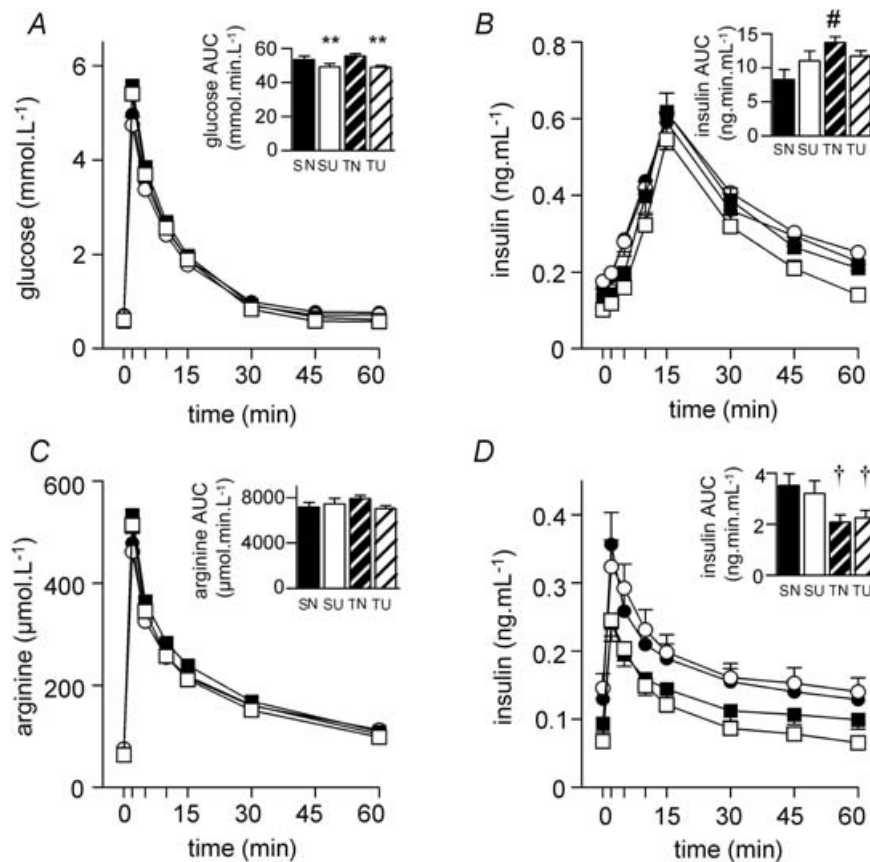 A
glucose (mmol.L-1)
6
4
2
0
0 15 30 45 60
time (min)
glucose AUC
(mmol.min.L-1)
60
40
20
0
** **
SN SU TN TU
B
insulin (ng.mL-1)
0.8
0.6
0.4
0.2
0
0 15 30 45 60
time (min)
insulin AUC
(ng.min.mL-1)
15
10
5
0
#
SN SU TN TU
C
arginine (µmol.L-1)
600
400
200
0
0 15 30 45 60
time (min)
arginine AUC
(µmol.min.L-1)
8000
4000
0
SN SU TN TU
D
insulin (ng.mL-1)
0.4
0.3
0.2
0.1
0
0 15 30 45 60
time (min)
insulin AUC
(ng.min.mL-1)
4
2
0
† †
SN SU TN TU